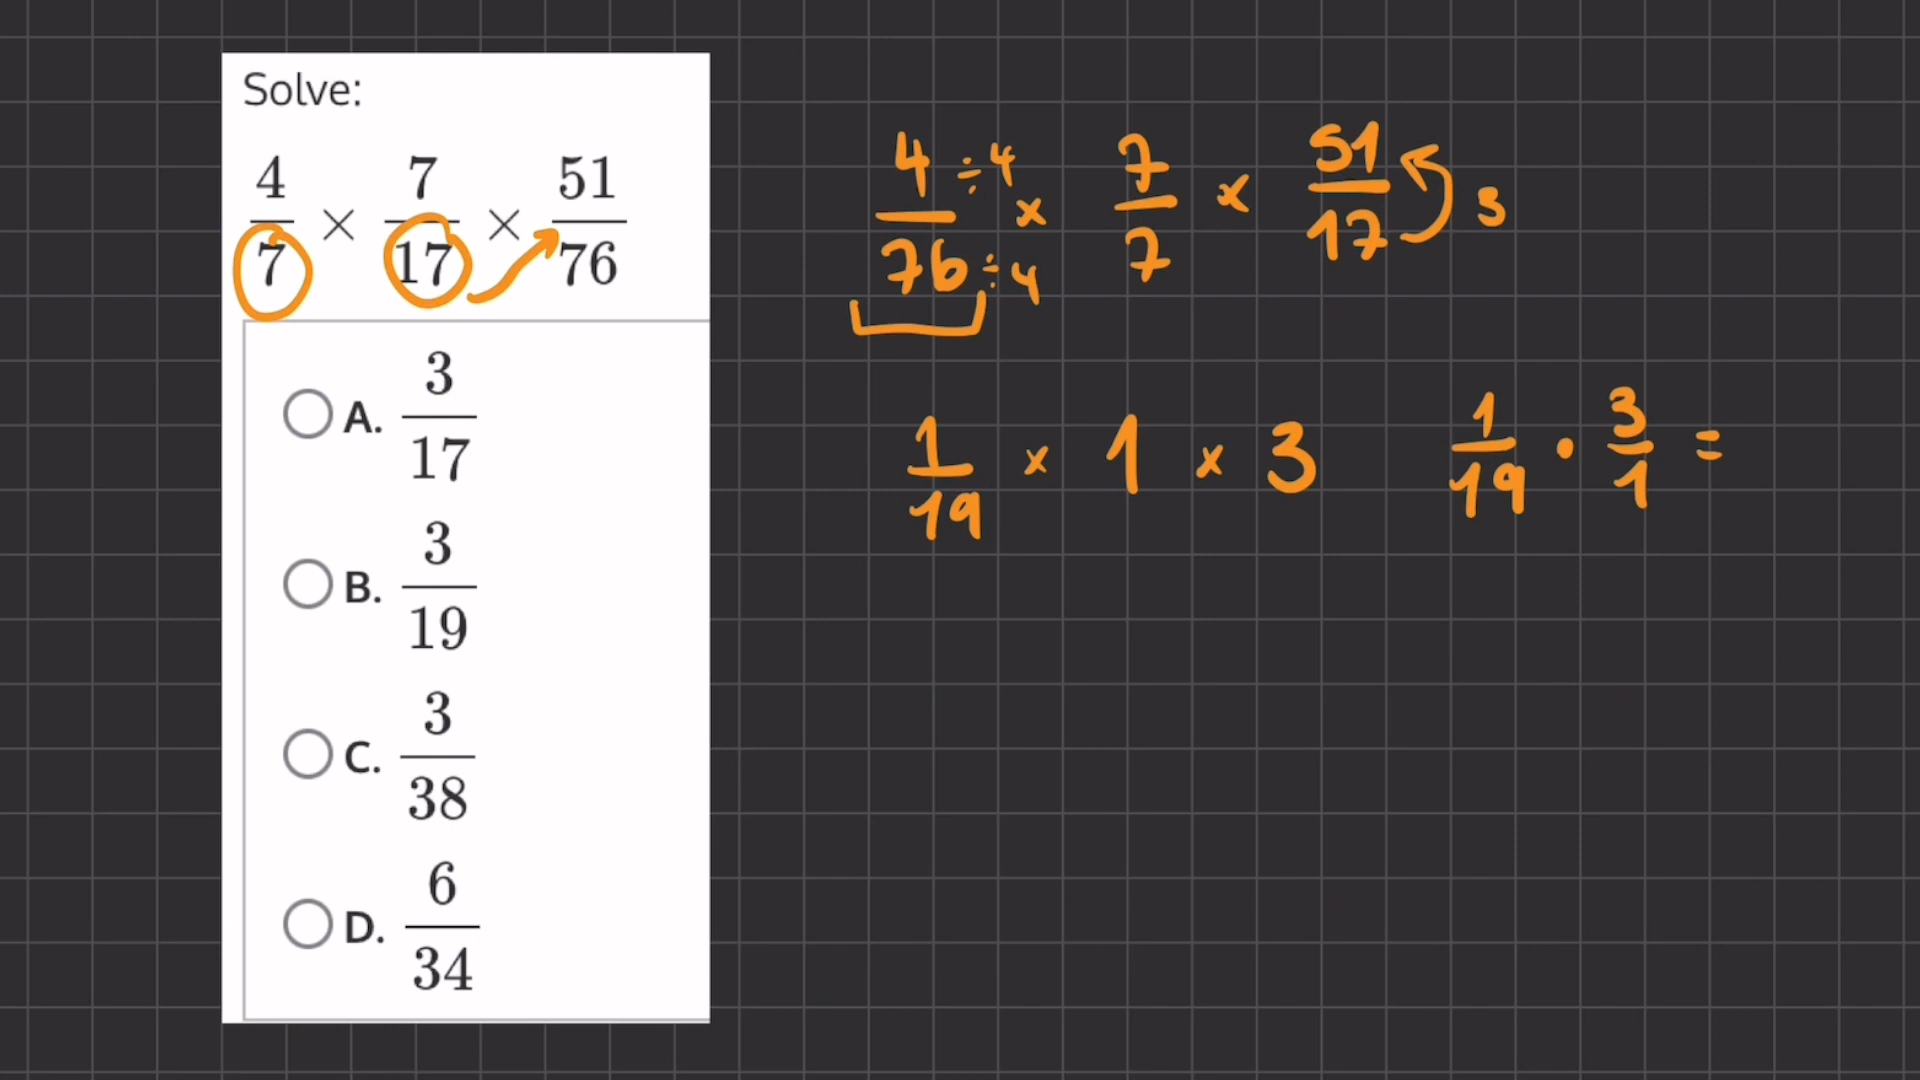 Solve:
4/7 × 7/17 × 51/76
A. 3/17
B. 3/19
C. 3/38
D. 6/34
4÷4/76÷4 × 7/7 × 51/17 3
1/19 × 1 × 3
1/19 · 3/1 =